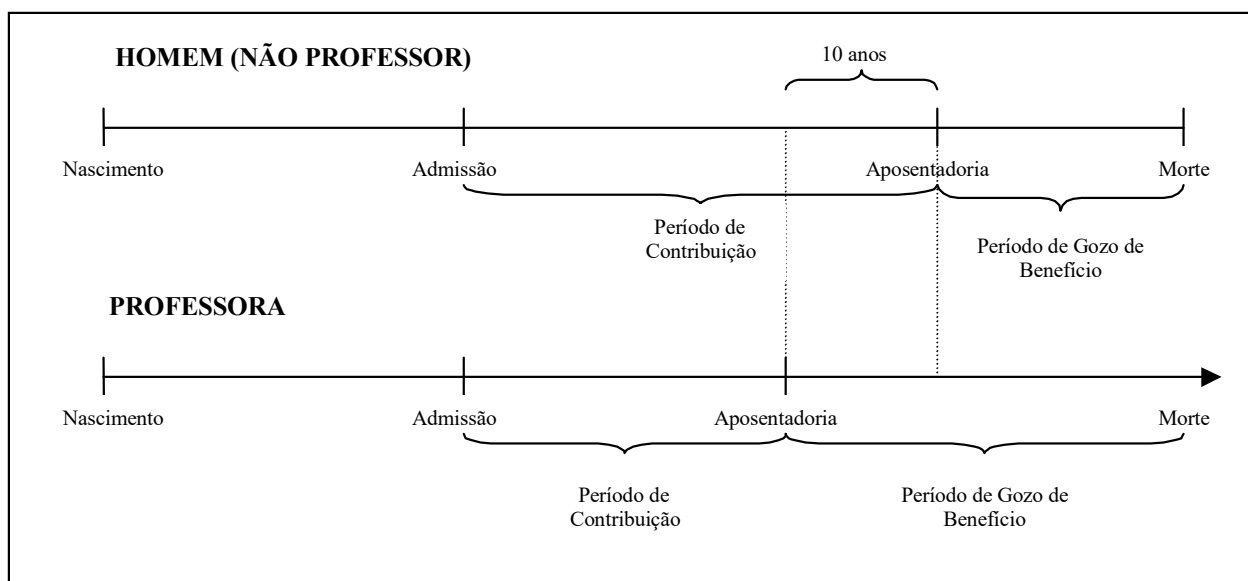 HOMEM (NÃO PROFESSOR)
10 anos
Nascimento
Admissão
Aposentadoria
Morte
Período de
Contribuição
Período de Gozo de
Benefício
PROFESSORA
Nascimento
Admissão
Aposentadoria
Morte
Período de
Contribuição
Período de Gozo de
Benefício